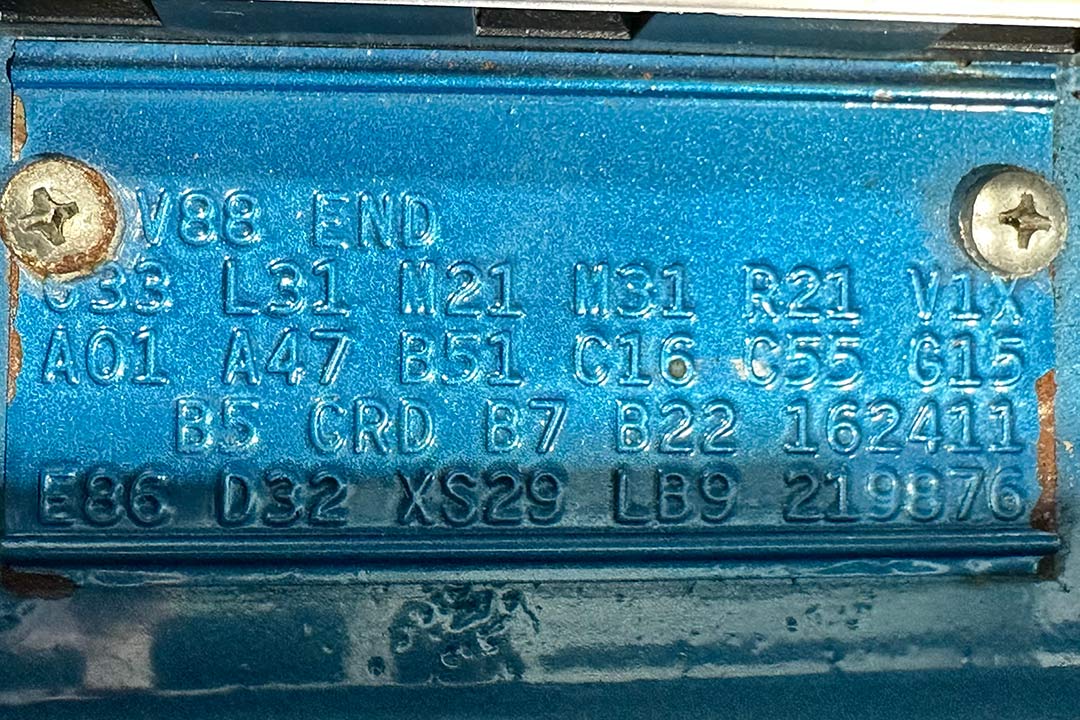 V88 END
J33 L31 M21 M31 R21 V1X
A01 A47 B51 C16 C55 G15
B5 CRD B7 B22 162411
E86 D32 XS29 LB9 219876